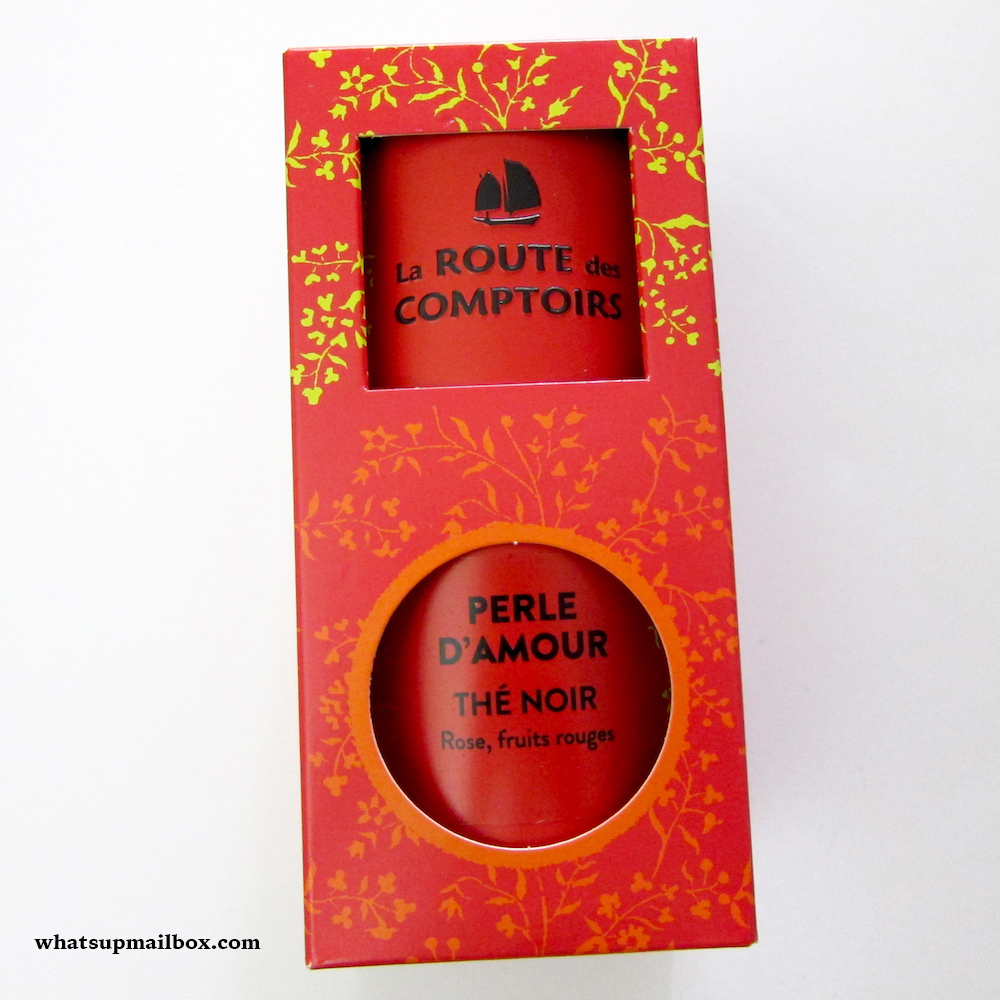 La ROUTE des
COMPTOIRS
PERLE
D'AMOUR
THÉ NOIR
Rose, fruits rouges
whatsupmailbox.com